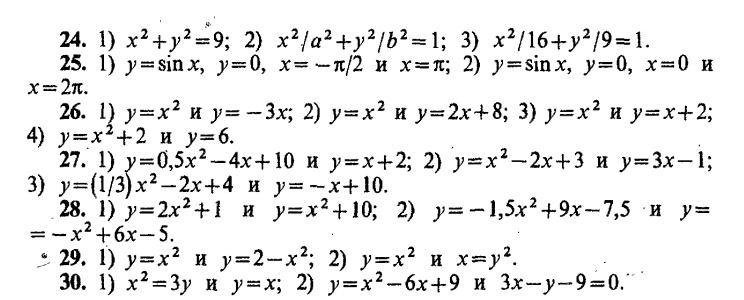 24. 1) x²+y²=9; 2) x²/a²+y²/b²=1; 3) x²/16+y²/9=1.
25. 1) y=sin x, y=0, x=−π/2 и x=π; 2) y=sin x, y=0, x=0 и
x=2π.
26. 1) y=x² и y=−3x; 2) y=x² и y=2x+8; 3) y=x² и y=x+2;
4) y=x²+2 и y=6.
27. 1) y=0,5x²−4x+10 и y=x+2; 2) y=x²−2x+3 и y=3x−1;
3) y=(1/3)x²−2x+4 и y=−x+10.
28. 1) y=2x²+1 и y=x²+10; 2) y=−1,5x²+9x−7,5 и y=
=−x²+6x−5.
29. 1) y=x² и y=2−x²; 2) y=x² и x=y².
30. 1) x²=3y и y=x; 2) y=x²−6x+9 и 3x−y−9=0.